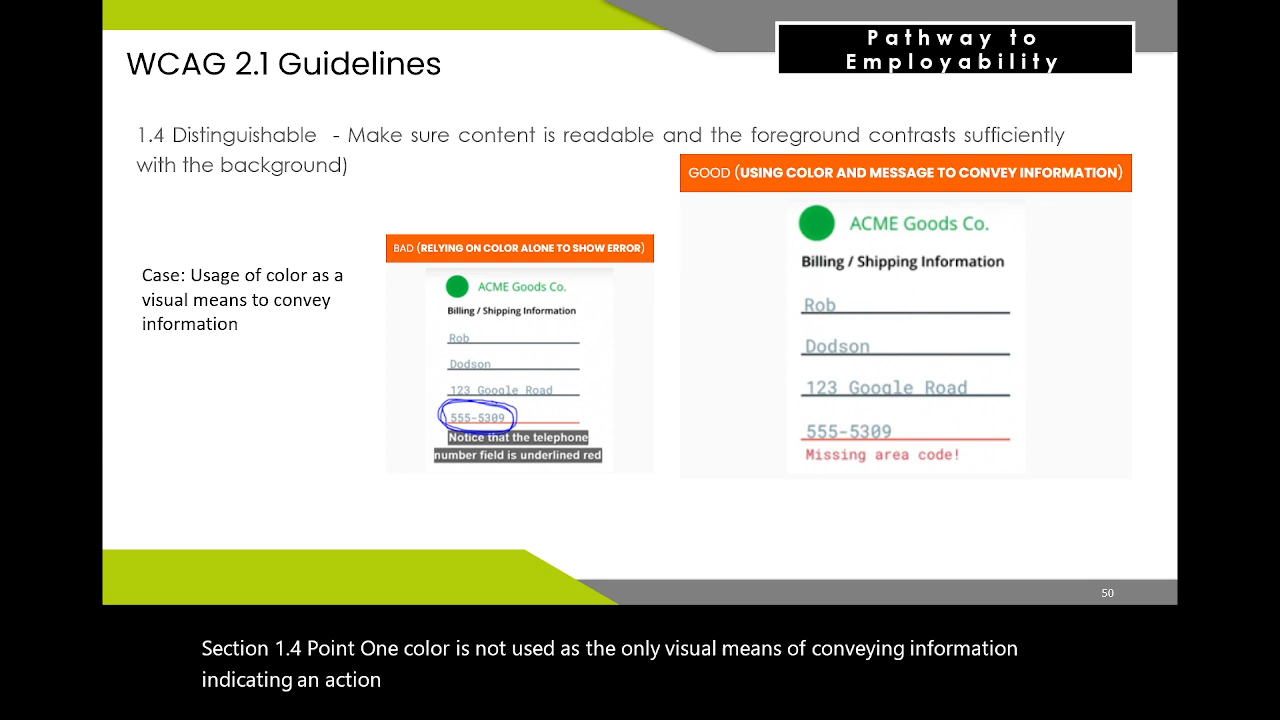 Pathway to
Employability
WCAG 2.1 Guidelines
1.4 Distinguishable - Make sure content is readable and the foreground contrasts sufficiently
with the background)
Case: Usage of color as a
visual means to convey
information
BAD (RELYING ON COLOR ALONE TO SHOW ERROR)
ACME Goods Co.
Billing / Shipping Information
Rob
Dodson
123 Google Road
555-5309
Notice that the telephone
number field is underlined red
GOOD (USING COLOR AND MESSAGE TO CONVEY INFORMATION)
ACME Goods Co.
Billing / Shipping Information
Rob
Dodson
123 Google Road
555-5309
Missing area code!
50
Section 1.4 Point One color is not used as the only visual means of conveying information
indicating an action